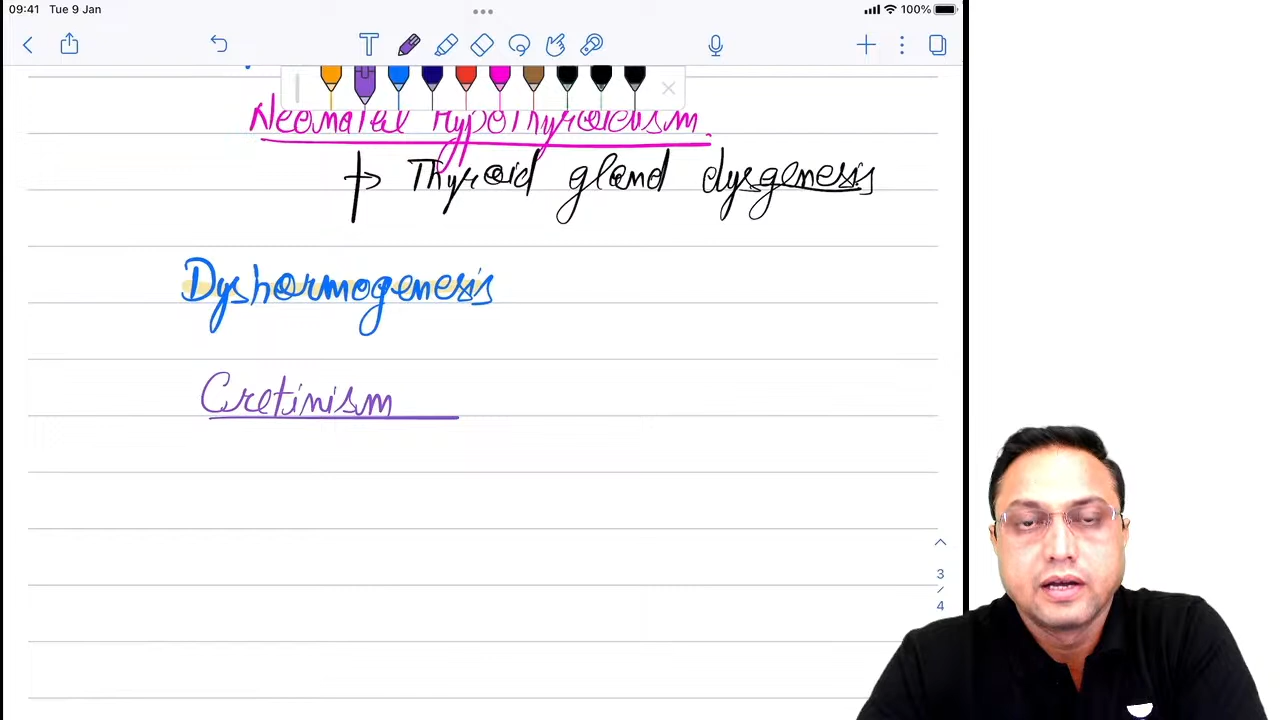 09:41 Tue 9 Jan 100%
T
Neonatal Hypothyroidism.
→ Thyroid gland dysgenesis
Dyshormogenesis
Cretinism
3
/
4